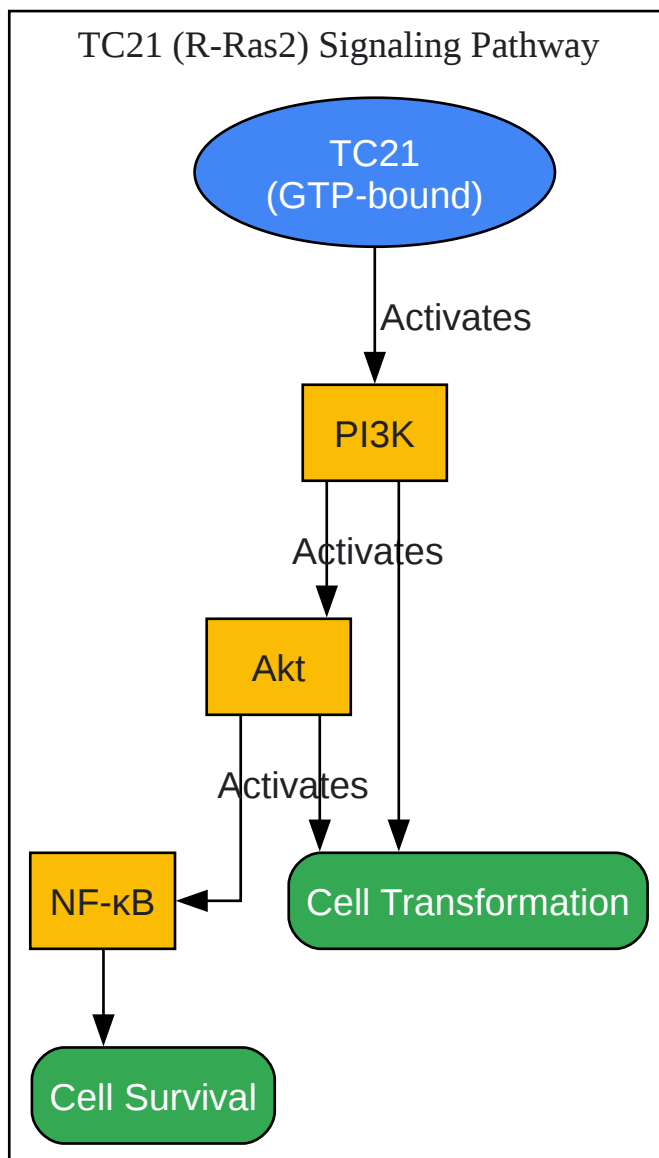 TC21 (R-Ras2) Signaling Pathway
TC21
(GTP-bound)
Activates
PI3K
Activates
Akt
Activates
NF-κB
Cell Transformation
Cell Survival